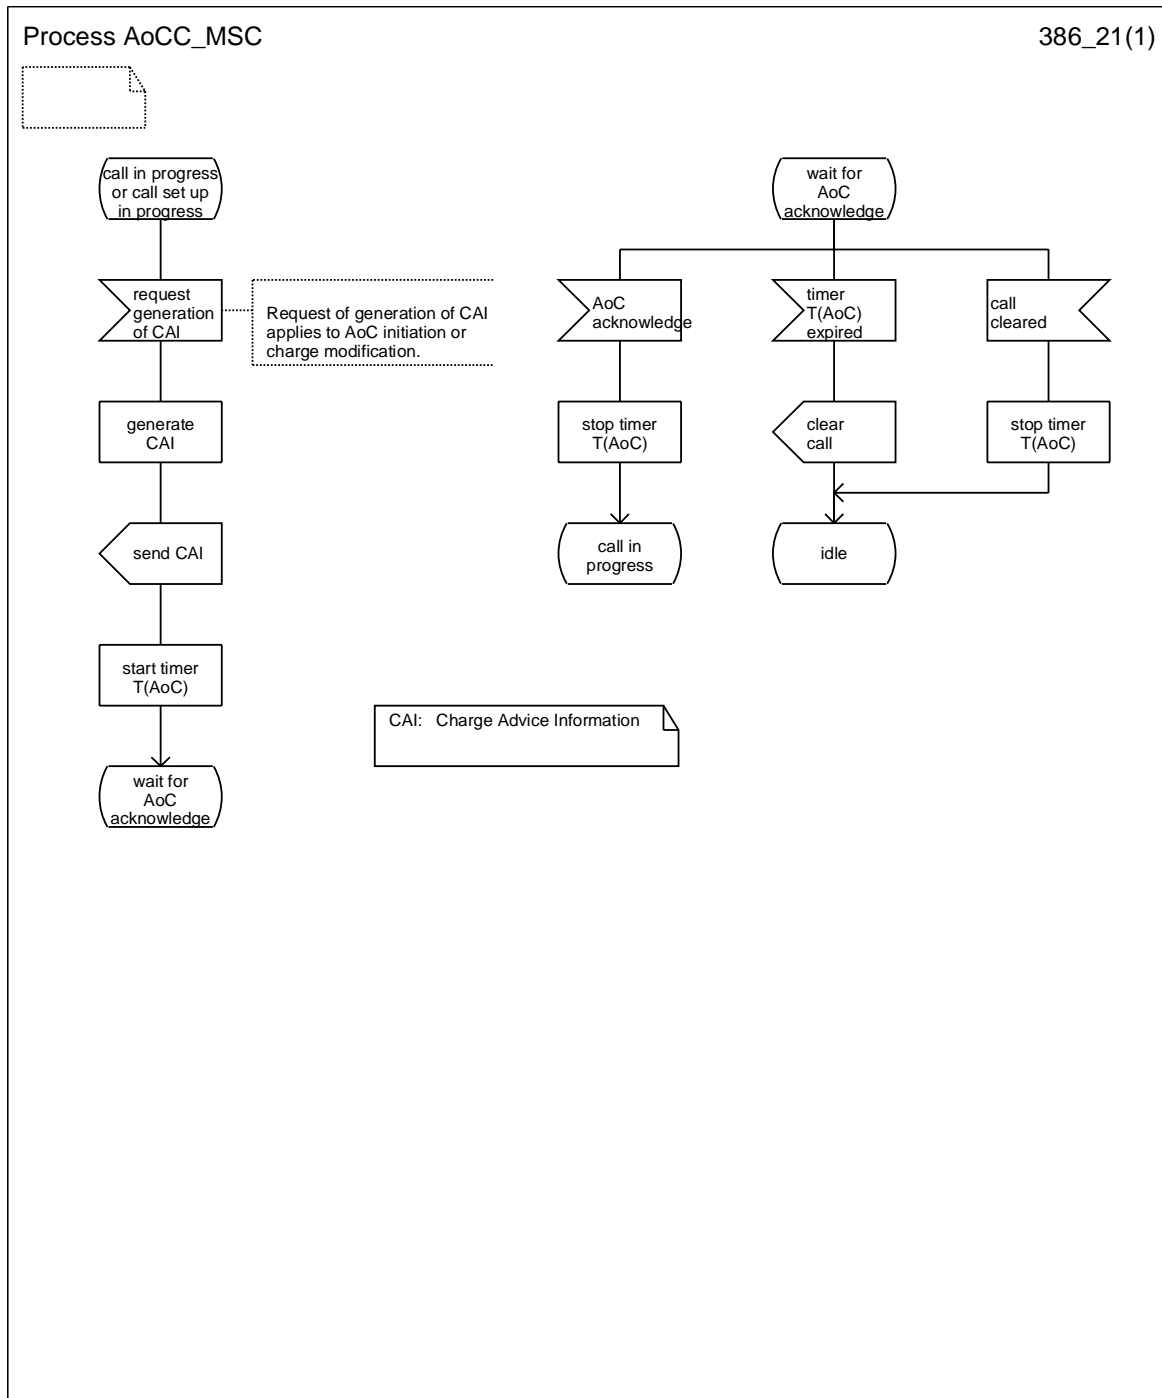 Process AoCC_MSC
386_21(1)
call in progress
or call set up
in progress
request
generation
of CAI
Request of generation of CAI
applies to AoC initiation or
charge modification.
generate
CAI
send CAI
start timer
T(AoC)
wait for
AoC
acknowledge
wait for
AoC
acknowledge
AoC
acknowledge
timer
T(AoC)
expired
call
cleared
stop timer
T(AoC)
clear
call
stop timer
T(AoC)
call in
progress
idle
CAI: Charge Advice Information